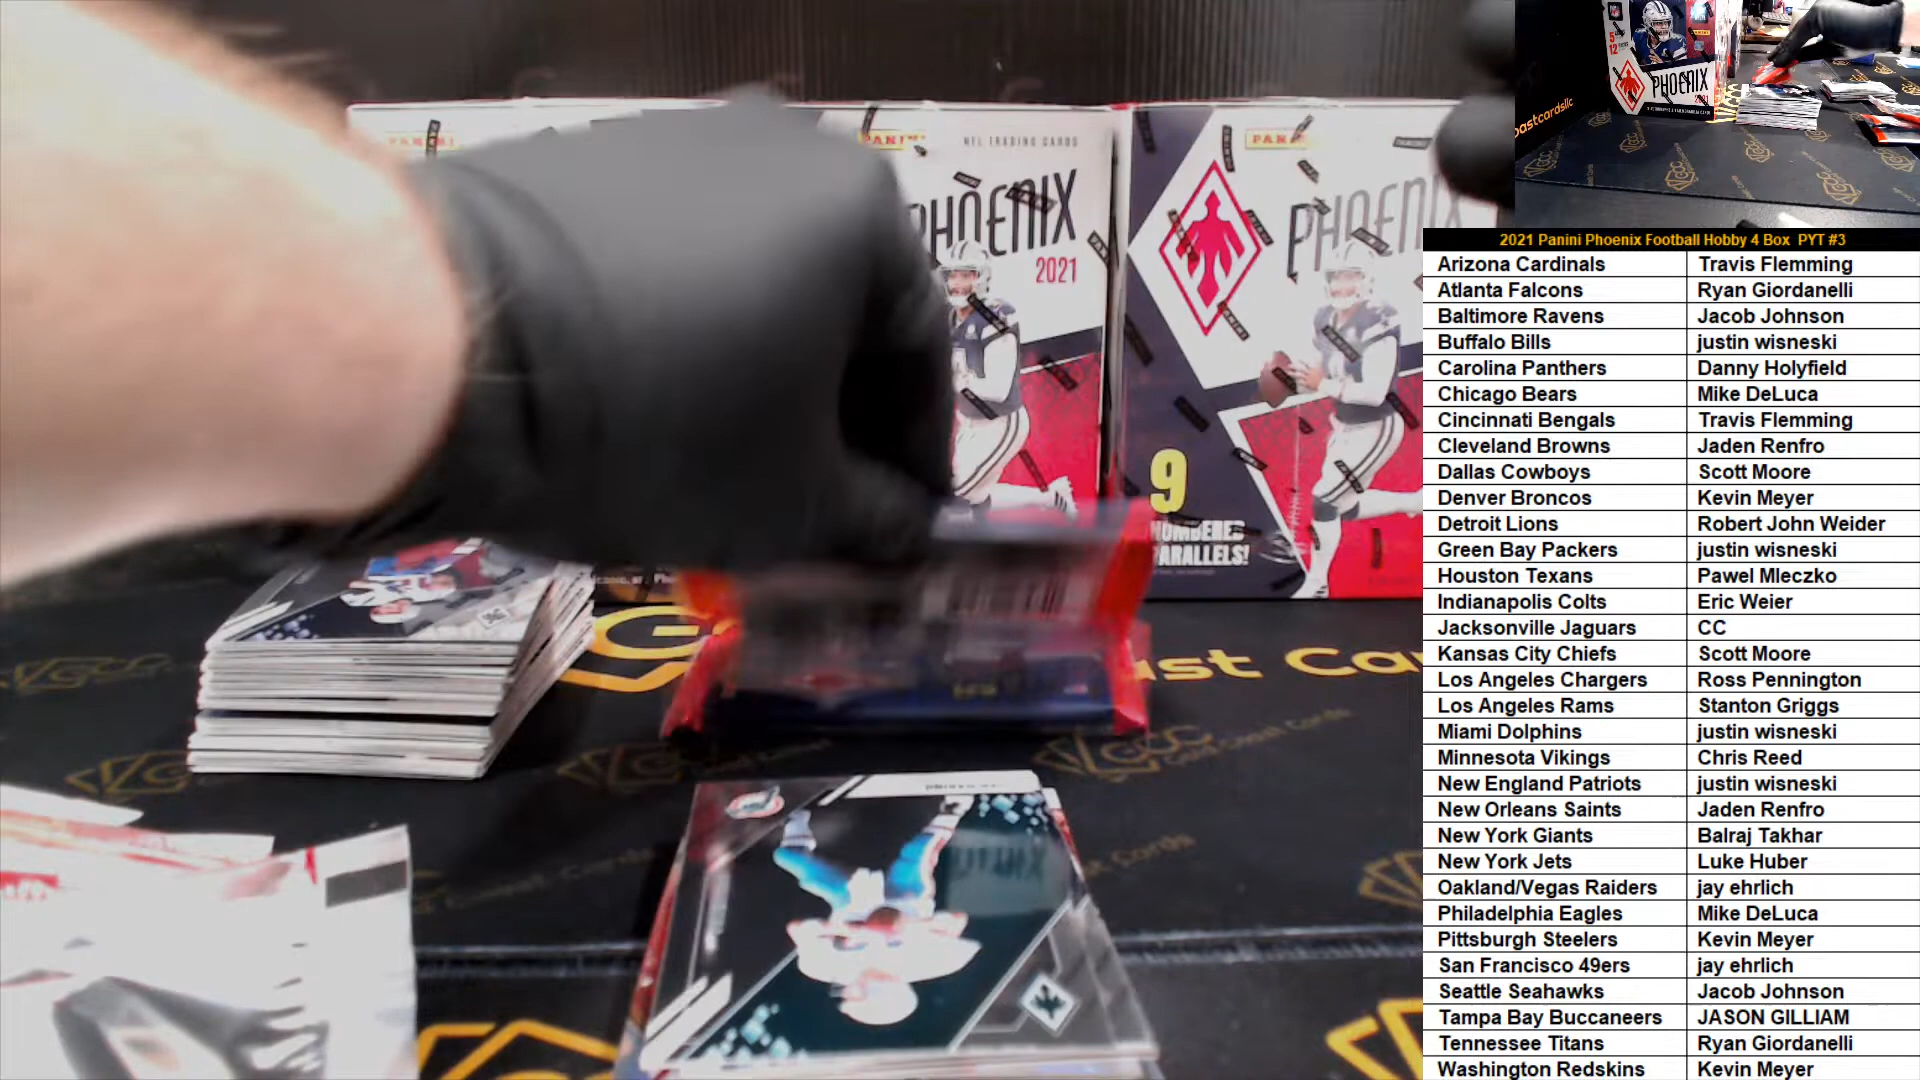 PANINI
NFL TRADING CARDS
PHOENIX
2021
PANINI
PHOENIX
9
NUMBERED
PARALLELS!
PHOENIX
oastcardsllc
ast Ca
2021 Panini Phoenix Football Hobby 4 Box PYT #3
Arizona Cardinals Travis Flemming
Atlanta Falcons Ryan Giordanelli
Baltimore Ravens Jacob Johnson
Buffalo Bills justin wisneski
Carolina Panthers Danny Holyfield
Chicago Bears Mike DeLuca
Cincinnati Bengals Travis Flemming
Cleveland Browns Jaden Renfro
Dallas Cowboys Scott Moore
Denver Broncos Kevin Meyer
Detroit Lions Robert John Weider
Green Bay Packers justin wisneski
Houston Texans Pawel Mleczko
Indianapolis Colts Eric Weier
Jacksonville Jaguars CC
Kansas City Chiefs Scott Moore
Los Angeles Chargers Ross Pennington
Los Angeles Rams Stanton Griggs
Miami Dolphins justin wisneski
Minnesota Vikings Chris Reed
New England Patriots justin wisneski
New Orleans Saints Jaden Renfro
New York Giants Balraj Takhar
New York Jets Luke Huber
Oakland/Vegas Raiders jay ehrlich
Philadelphia Eagles Mike DeLuca
Pittsburgh Steelers Kevin Meyer
San Francisco 49ers jay ehrlich
Seattle Seahawks Jacob Johnson
Tampa Bay Buccaneers JASON GILLIAM
Tennessee Titans Ryan Giordanelli
Washington Redskins Kevin Meyer